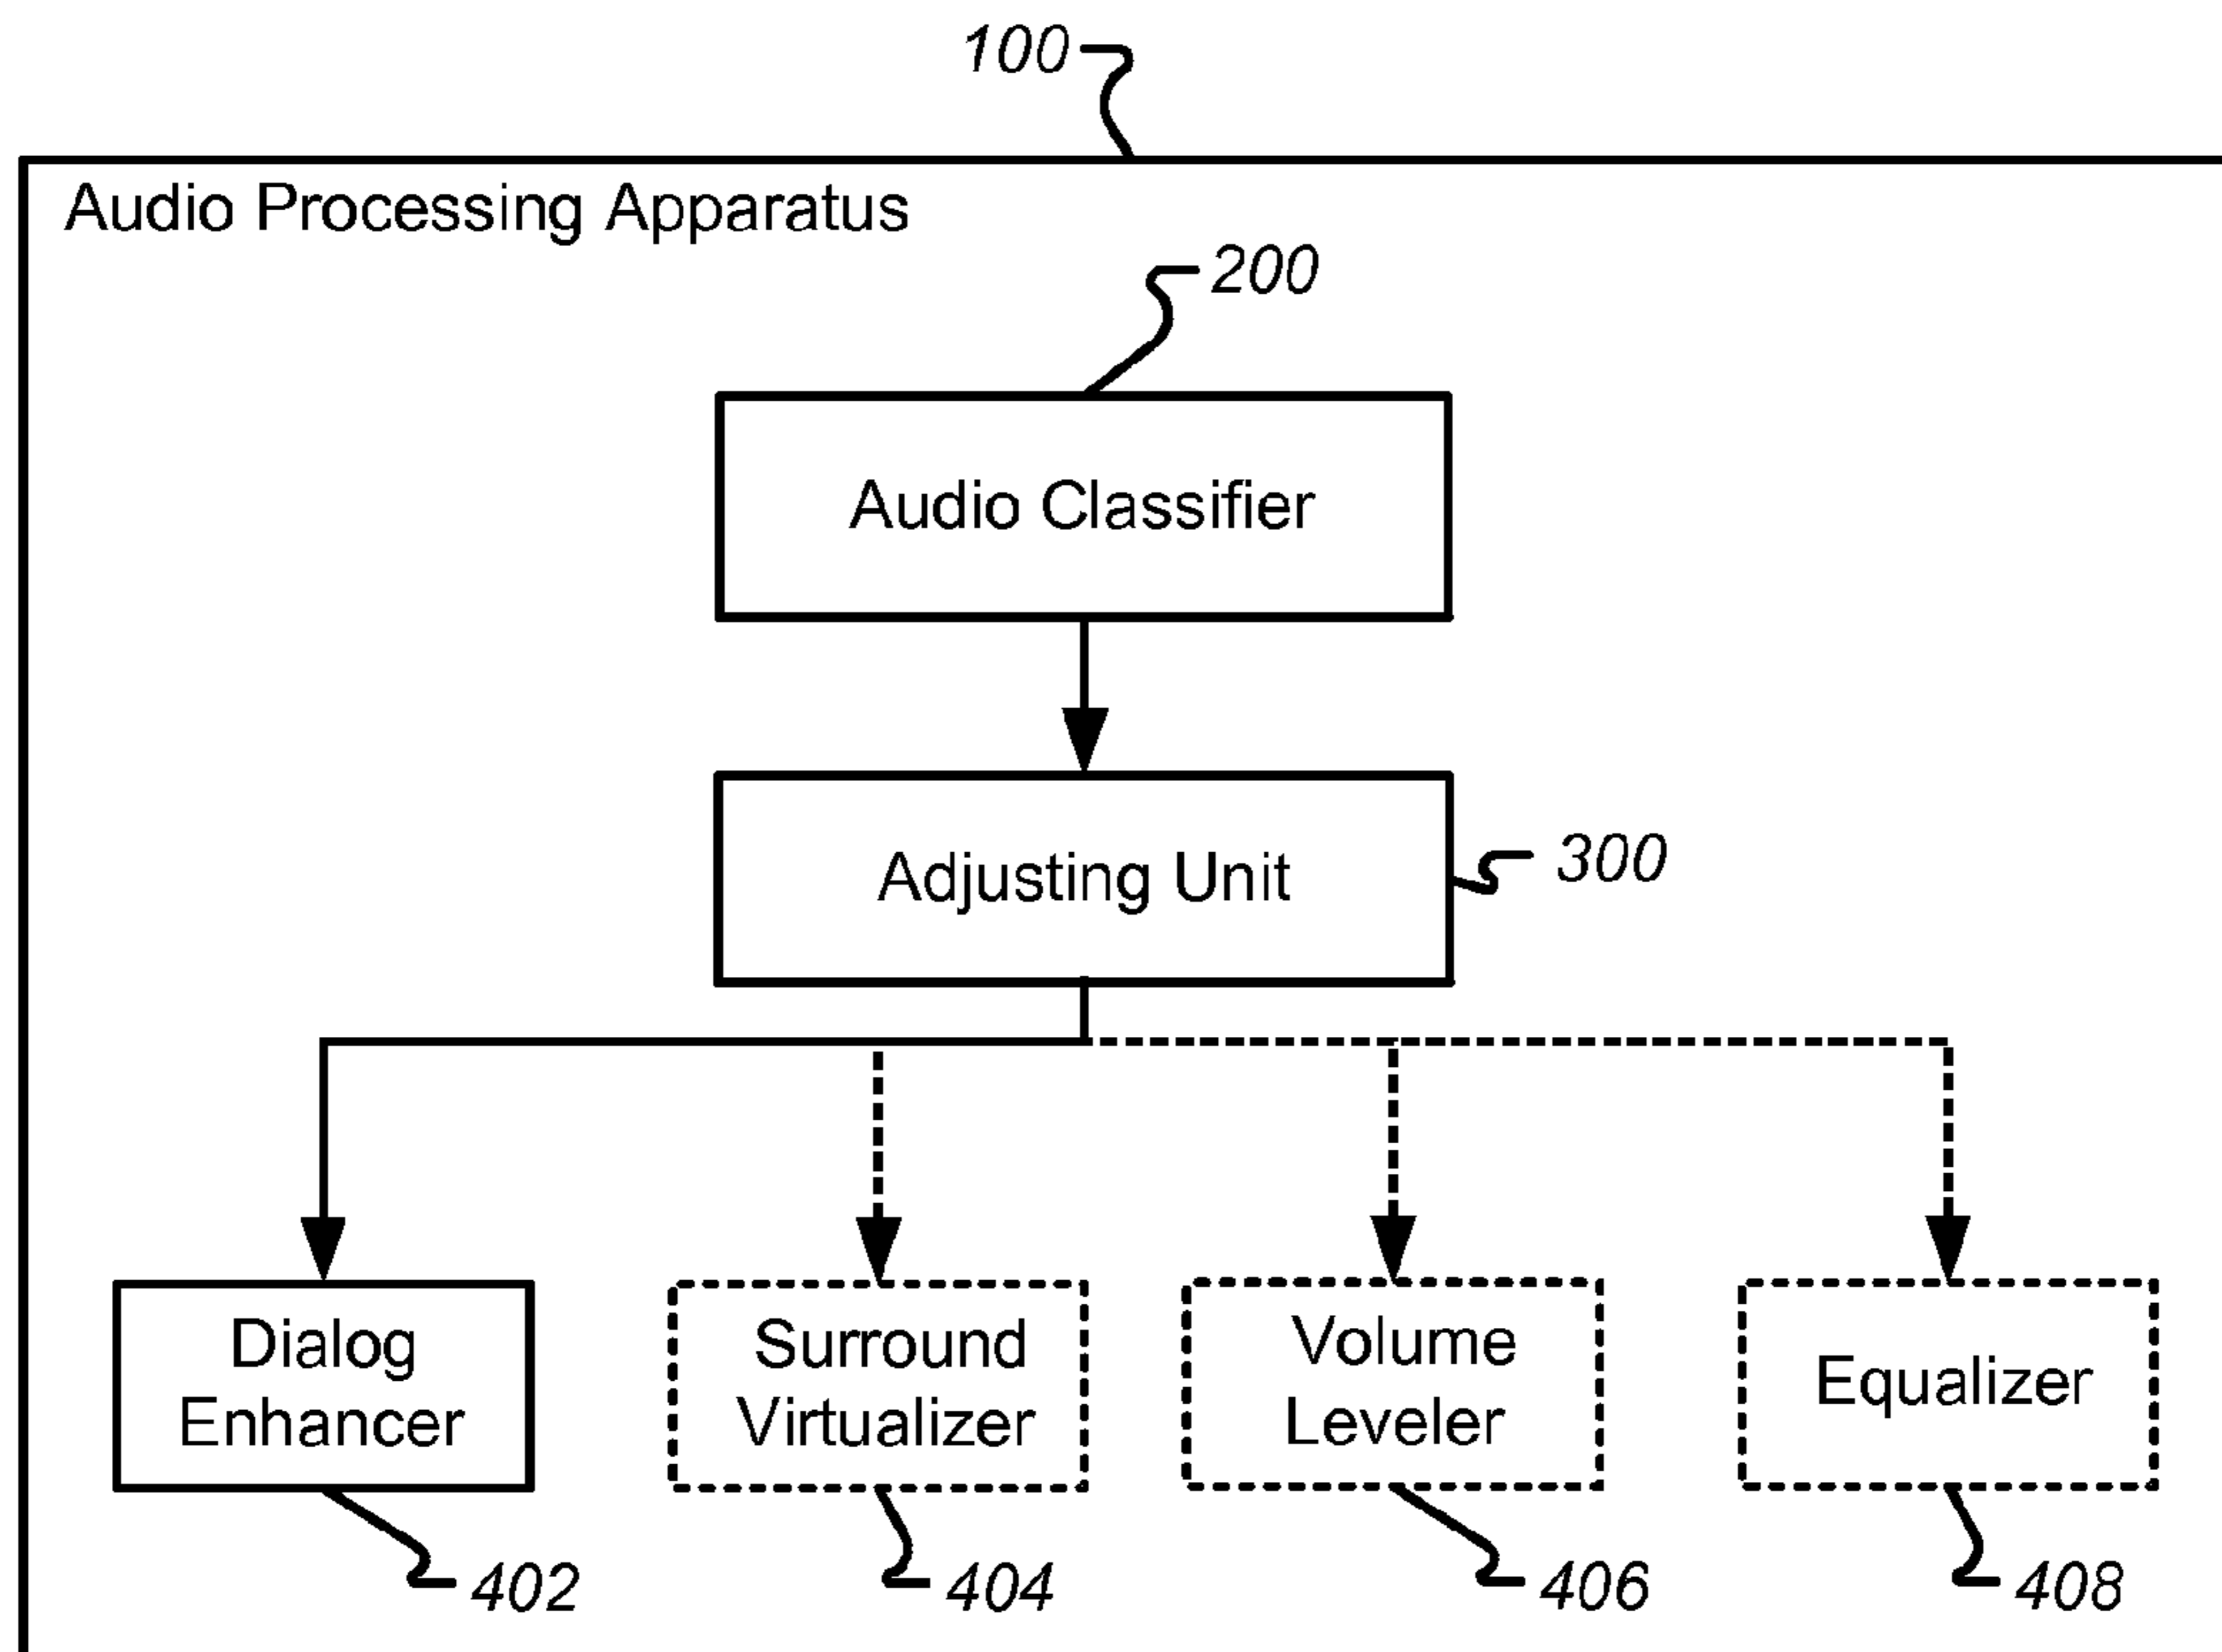 100
Audio Processing Apparatus
200
Audio Classifier
Adjusting Unit
300
Dialog
Enhancer
Surround
Virtualizer
Volume
Leveler
Equalizer
402
404
406
408